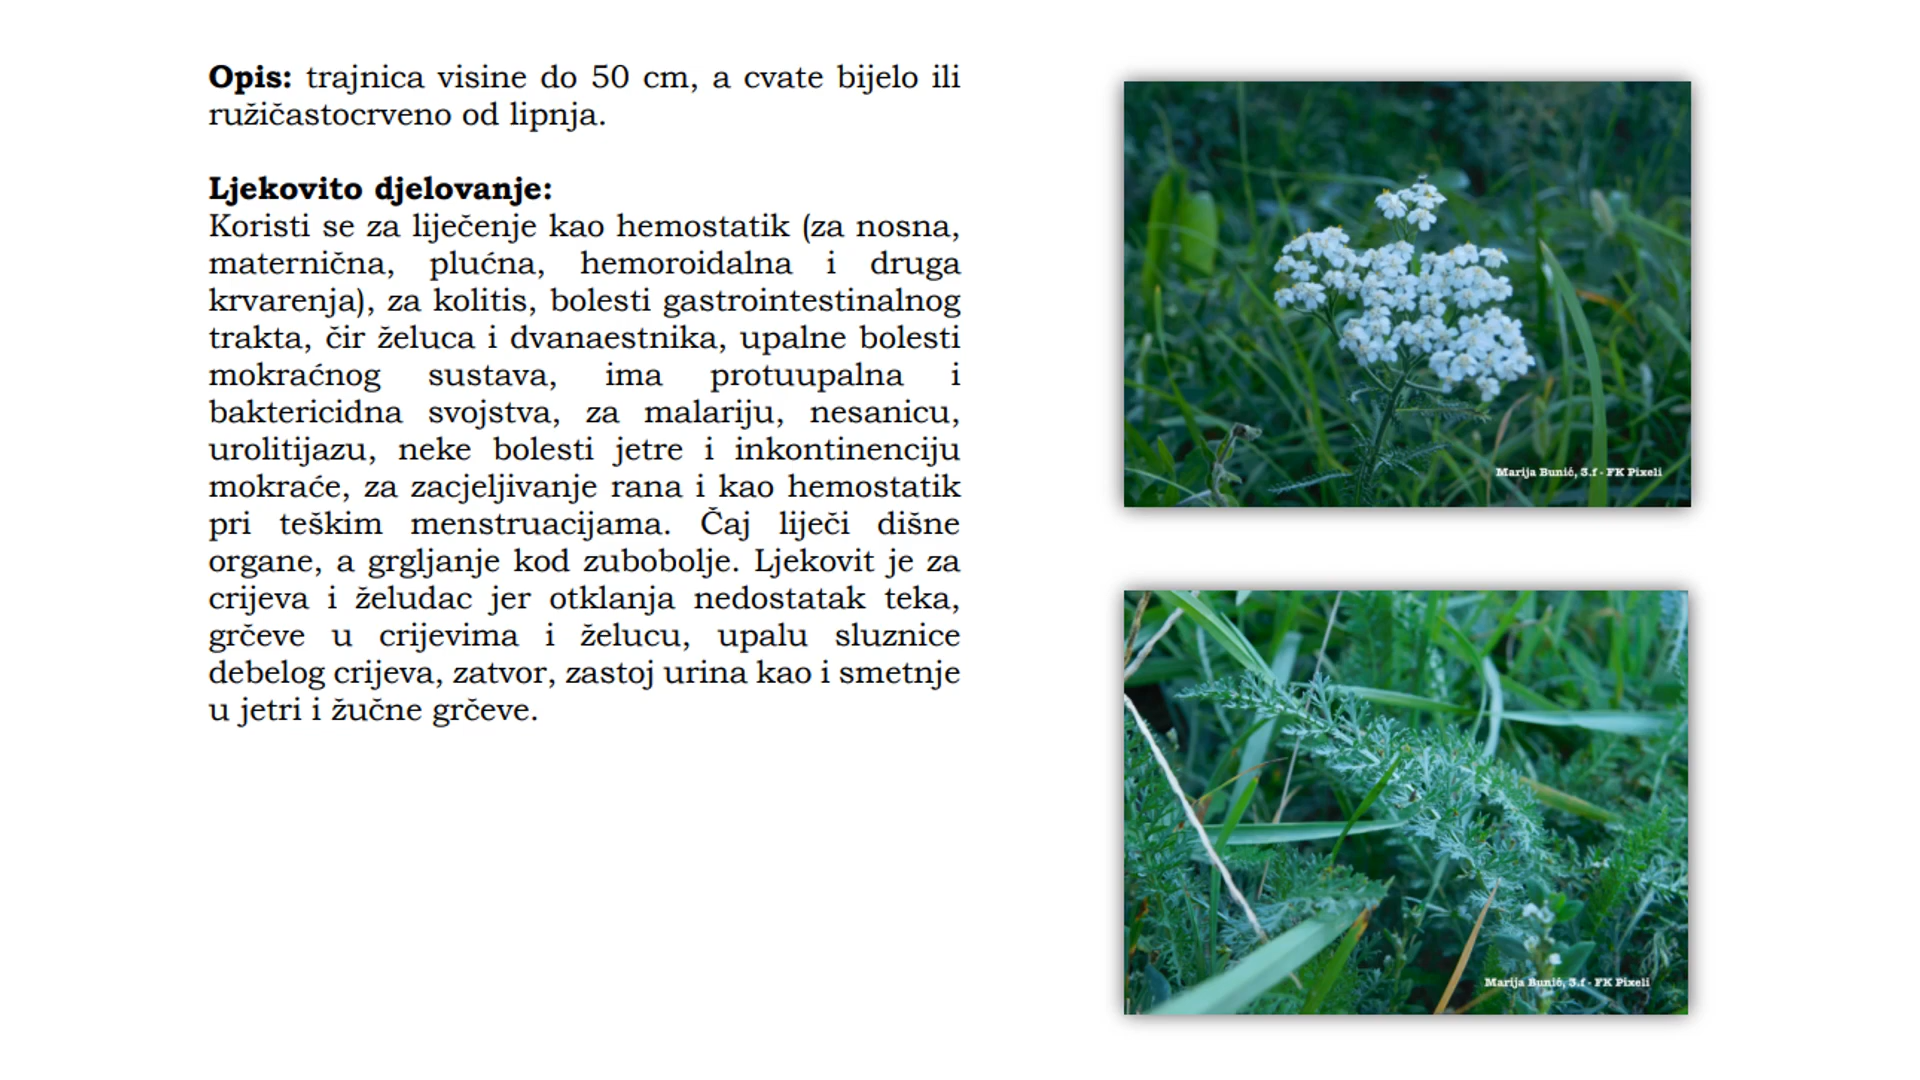 Opis: trajnica visine do 50 cm, a cvate bijelo ili
ružičastocrveno od lipnja.
Ljekovito djelovanje:
Koristi se za liječenje kao hemostatik (za nosna,
maternična, plućna, hemoroidalna i druga
krvarenja), za kolitis, bolesti gastrointestinalnog
trakta, čir želuca i dvanaestnika, upalne bolesti
mokraćnog sustava, ima protuupalna i
baktericidna svojstva, za malariju, nesanicu,
urolitijazu, neke bolesti jetre i inkontinenciju
mokraće, za zacjeljivanje rana i kao hemostatik
pri teškim menstruacijama. Čaj liječi dišne
organe, a grgljanje kod zubobolje. Ljekovit je za
crijeva i želudac jer otklanja nedostatak teka,
grčeve u crijevima i želucu, upalu sluznice
debelog crijeva, zatvor, zastoj urina kao i smetnje
u jetri i žučne grčeve.
Marija Bunić, 3.f - FK Pixeli
Marija Bunić, 3.f - FK Pixeli